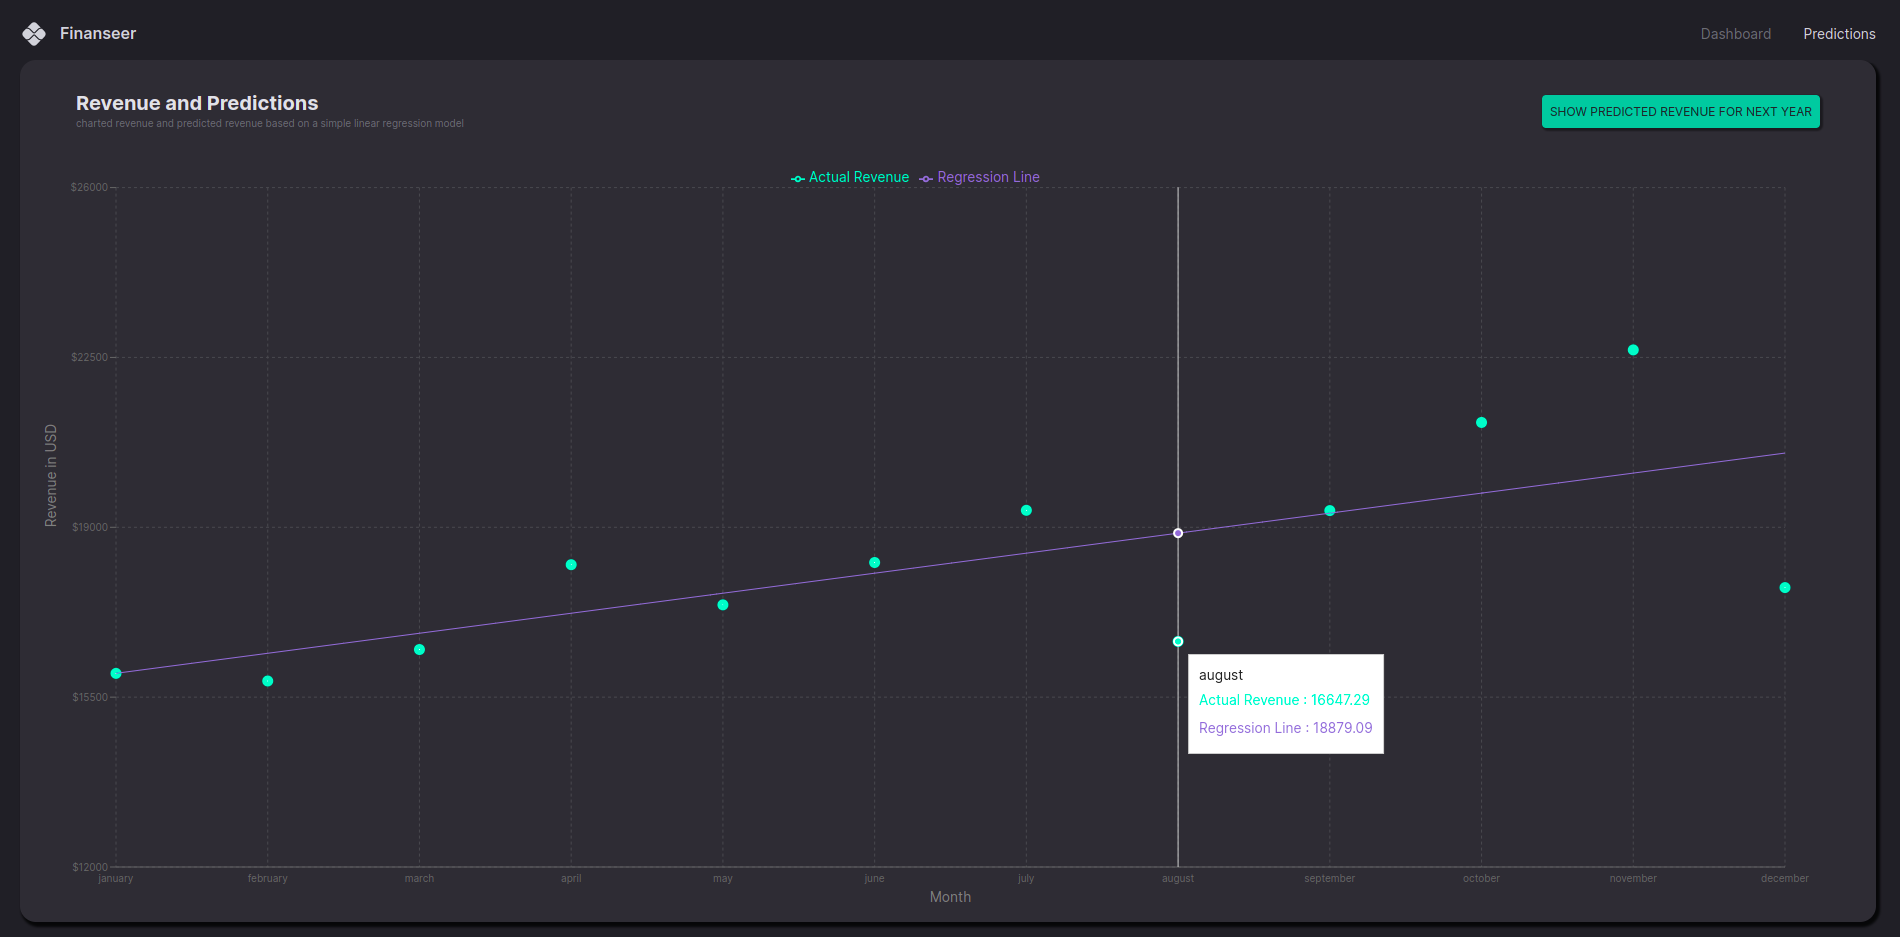 Finanseer
Dashboard Predictions
Revenue and Predictions
charted revenue and predicted revenue based on a simple linear regression model
SHOW PREDICTED REVENUE FOR NEXT YEAR
Actual Revenue Regression Line
$26000
$22500
$19000
$15500
$12000
Revenue in USD
august
Actual Revenue : 16647.29
Regression Line : 18879.09
january february march april may june july august september october november december
Month